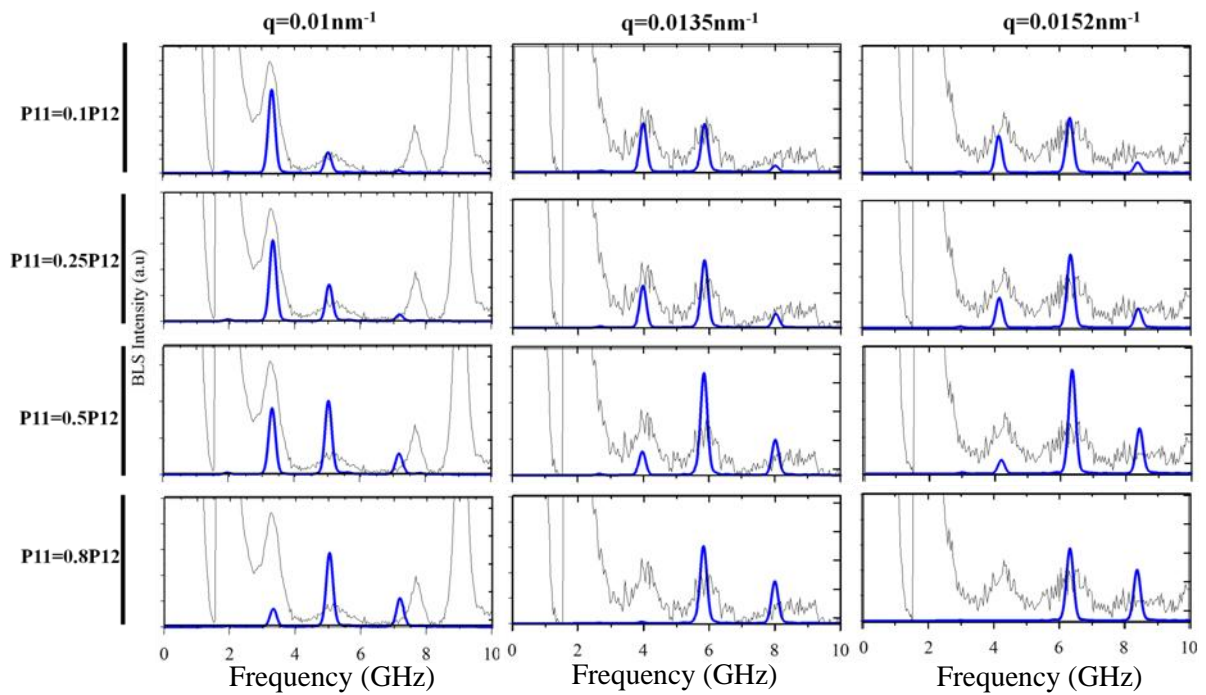 q=0.01nm⁻¹ q=0.0135nm⁻¹ q=0.0152nm⁻¹
P11=0.1P12
P11=0.25P12
P11=0.5P12
P11=0.8P12
BLS Intensity (a.u)
0 2 4 6 8 10 0 2 4 6 8 10 0 2 4 6 8 10
Frequency (GHz) Frequency (GHz) Frequency (GHz)